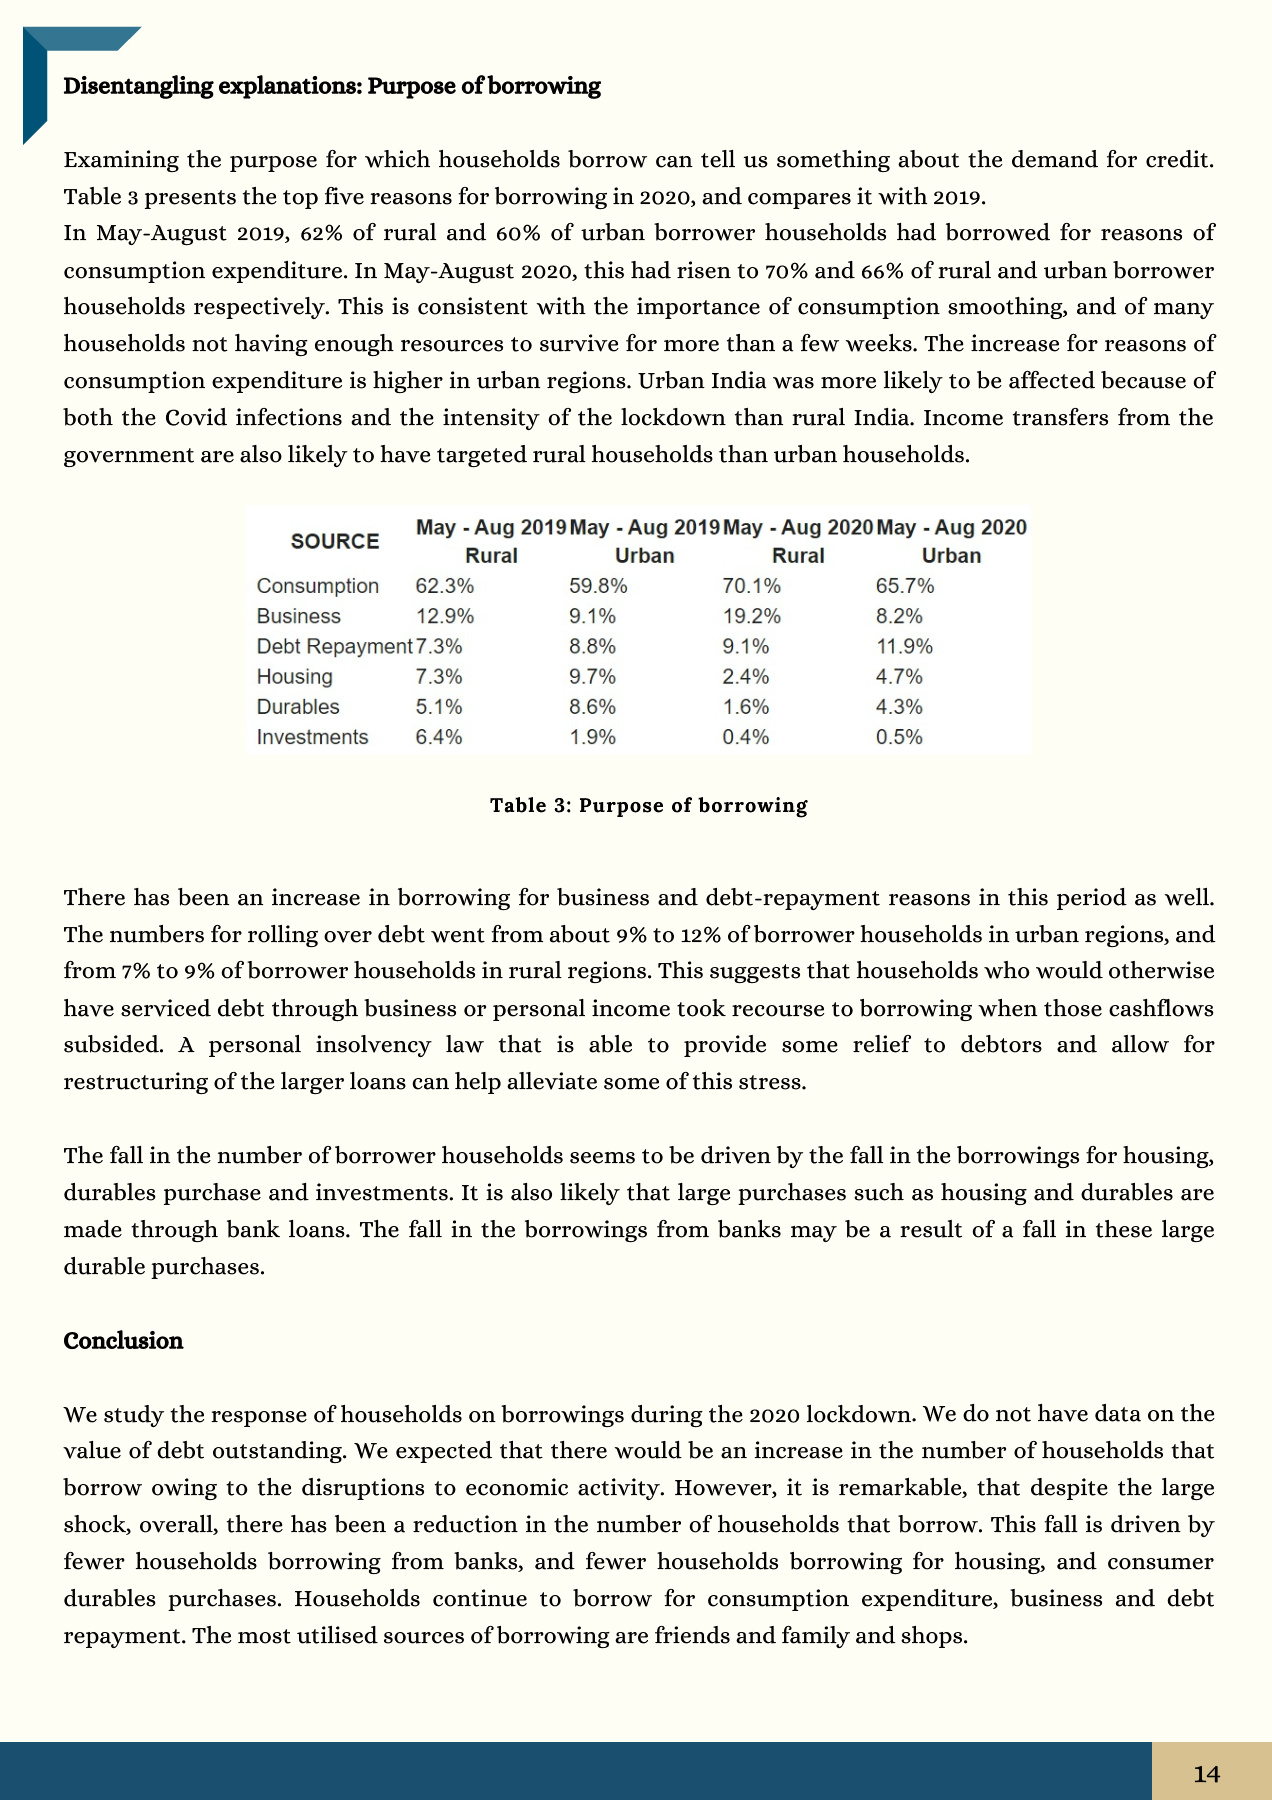 Disentangling explanations: Purpose of borrowing
Examining the purpose for which households borrow can tell us something about the demand for credit.
Table 3 presents the top five reasons for borrowing in 2020, and compares it with 2019.
In May-August 2019, 62% of rural and 60% of urban borrower households had borrowed for reasons of
consumption expenditure. In May-August 2020, this had risen to 70% and 66% of rural and urban borrower
households respectively. This is consistent with the importance of consumption smoothing, and of many
households not having enough resources to survive for more than a few weeks. The increase for reasons of
consumption expenditure is higher in urban regions. Urban India was more likely to be affected because of
both the Covid infections and the intensity of the lockdown than rural India. Income transfers from the
government are also likely to have targeted rural households than urban households.
SOURCE May - Aug 2019 Rural May - Aug 2019 Urban May - Aug 2020 Rural May - Aug 2020 Urban
Consumption 62.3% 59.8% 70.1% 65.7%
Business 12.9% 9.1% 19.2% 8.2%
Debt Repayment 7.3% 8.8% 9.1% 11.9%
Housing 7.3% 9.7% 2.4% 4.7%
Durables 5.1% 8.6% 1.6% 4.3%
Investments 6.4% 1.9% 0.4% 0.5%
Table 3: Purpose of borrowing
There has been an increase in borrowing for business and debt-repayment reasons in this period as well.
The numbers for rolling over debt went from about 9% to 12% of borrower households in urban regions, and
from 7% to 9% of borrower households in rural regions. This suggests that households who would otherwise
have serviced debt through business or personal income took recourse to borrowing when those cashflows
subsided. A personal insolvency law that is able to provide some relief to debtors and allow for
restructuring of the larger loans can help alleviate some of this stress.
The fall in the number of borrower households seems to be driven by the fall in the borrowings for housing,
durables purchase and investments. It is also likely that large purchases such as housing and durables are
made through bank loans. The fall in the borrowings from banks may be a result of a fall in these large
durable purchases.
Conclusion
We study the response of households on borrowings during the 2020 lockdown. We do not have data on the
value of debt outstanding. We expected that there would be an increase in the number of households that
borrow owing to the disruptions to economic activity. However, it is remarkable, that despite the large
shock, overall, there has been a reduction in the number of households that borrow. This fall is driven by
fewer households borrowing from banks, and fewer households borrowing for housing, and consumer
durables purchases. Households continue to borrow for consumption expenditure, business and debt
repayment. The most utilised sources of borrowing are friends and family and shops.
14